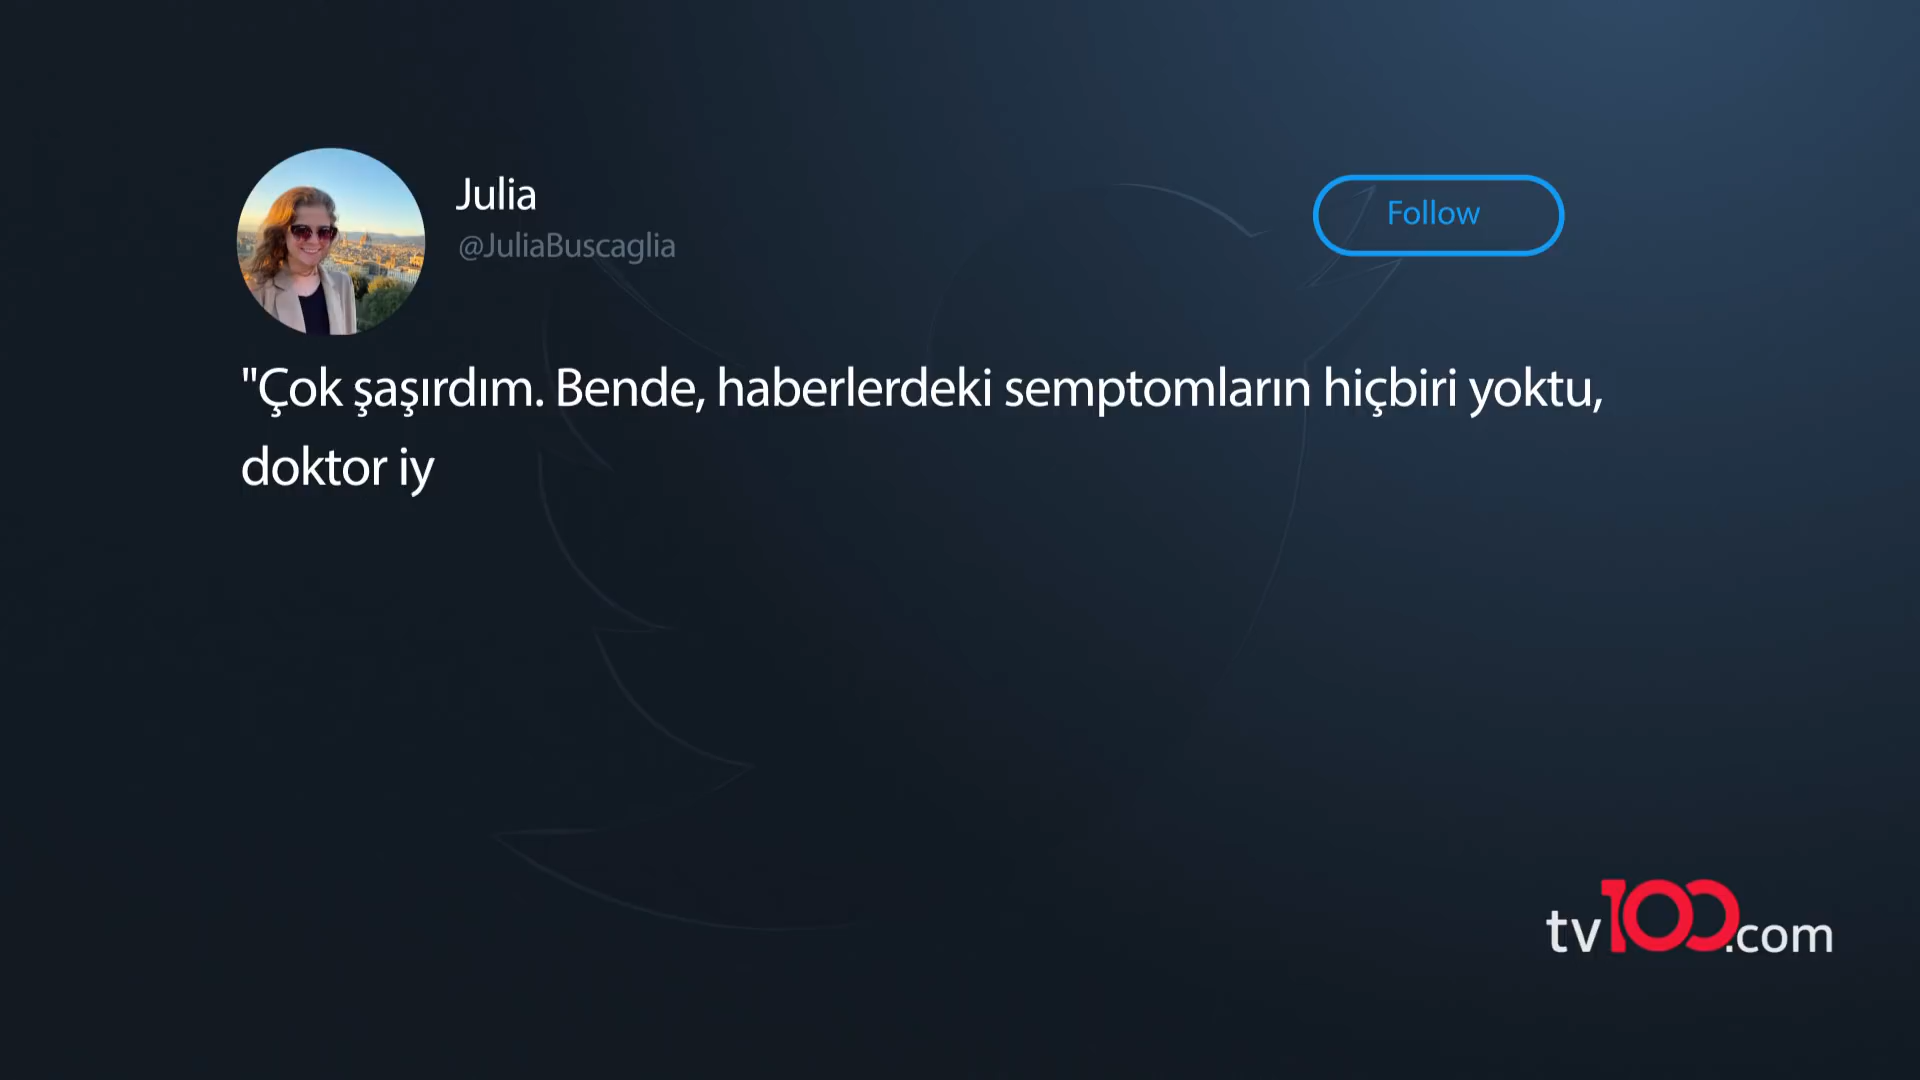 Julia
@JuliaBuscaglia
Follow
"Çok şaşırdım. Bende, haberlerdeki semptomların hiçbiri yoktu,
doktor iy
tv100.com